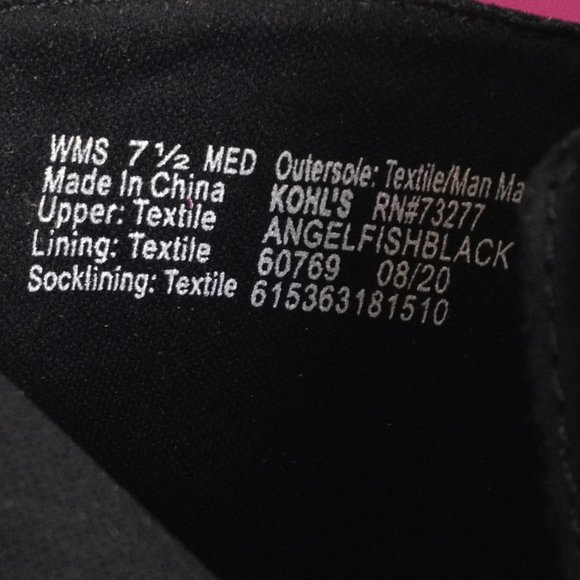 WMS 7 ½ MED Outersole: Textile/Man Ma
Made In China KOHL'S RN#73277
Upper: Textile ANGELFISHBLACK
Lining: Textile 60769 08/20
Socklining: Textile 615363181510